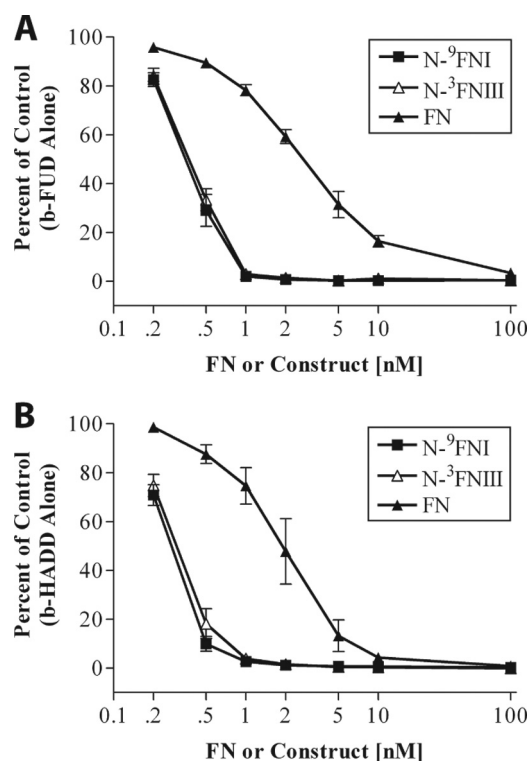 A
Percent of Control
(b-FUD Alone)
100
80
60
40
20
0
N-⁹FNI
N-³FNIII
FN
0.1 .2 .5 1 2 5 10 100
FN or Construct [nM]
B
Percent of Control
(b-HADD Alone)
100
80
60
40
20
0
N-⁹FNI
N-³FNIII
FN
0.1 .2 .5 1 2 5 10 100
FN or Construct [nM]